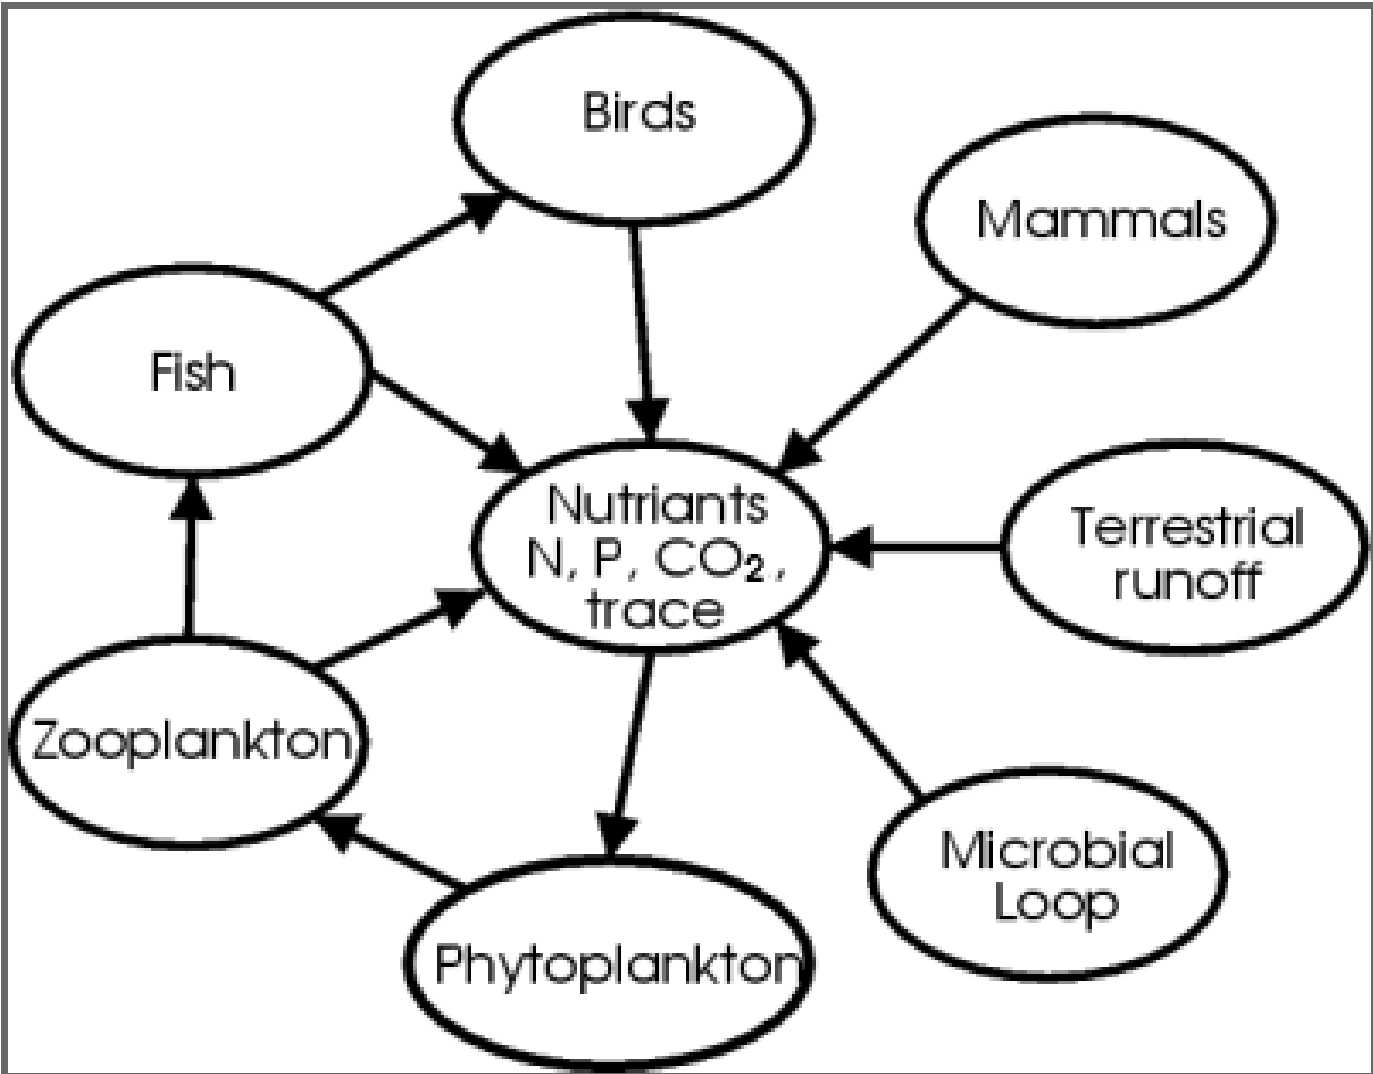 Birds
Mammals
Fish
Nutriants
N, P, CO₂,
trace
Terrestrial
runoff
Zooplankton
Microbial
Loop
Phytoplankton